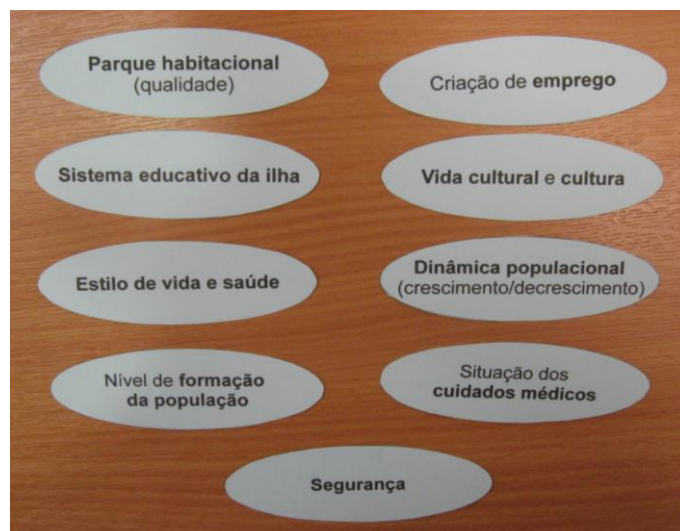 Parque habitacional
(qualidade)
Criação de emprego
Sistema educativo da ilha
Vida cultural e cultura
Estilo de vida e saúde
Dinâmica populacional
(crescimento/decrescimento)
Nível de formação
da população
Situação dos
cuidados médicos
Segurança